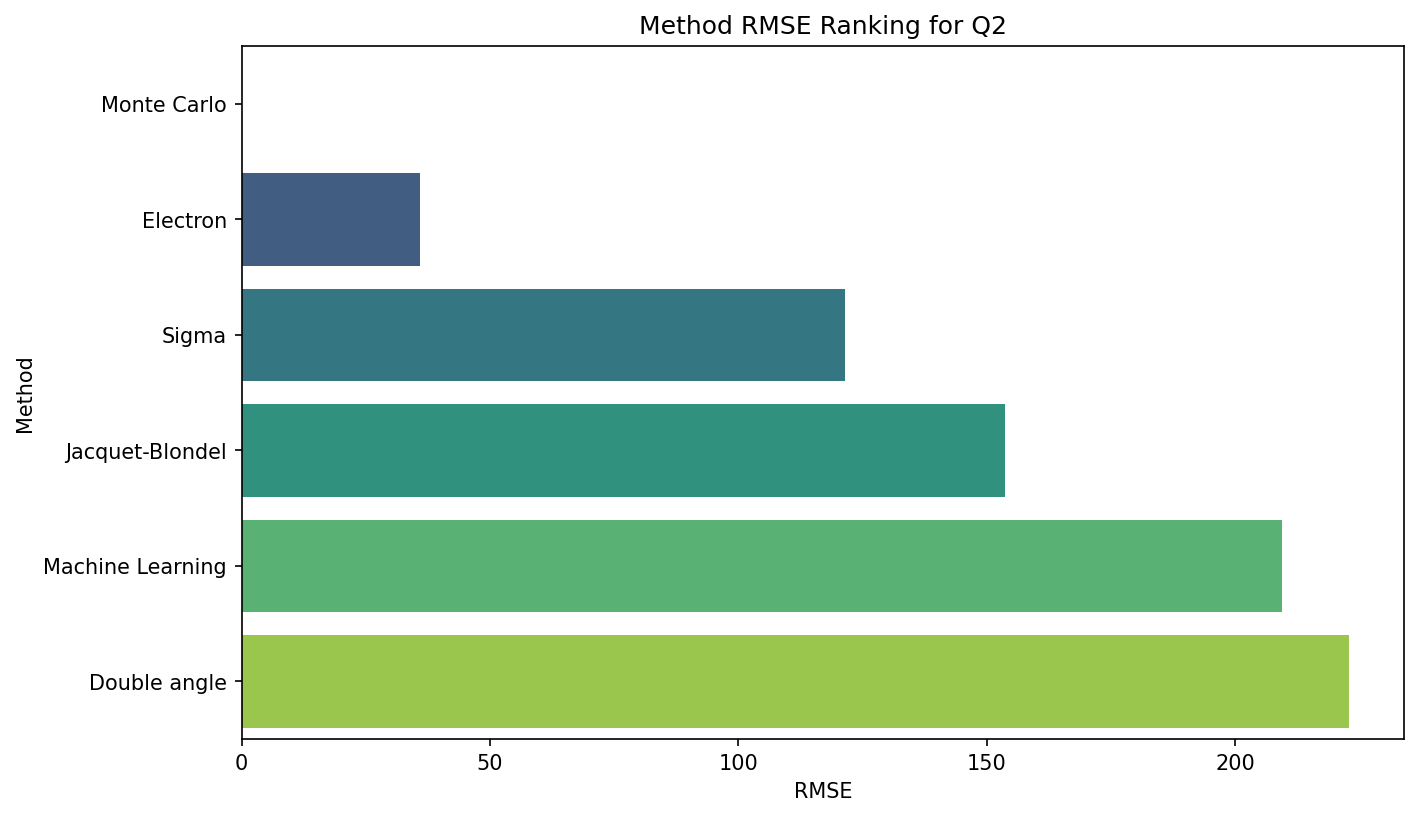 Method RMSE Ranking for Q2
Monte Carlo
Electron
Sigma
Jacquet-Blondel
Machine Learning
Double angle
Method
0 50 100 150 200
RMSE